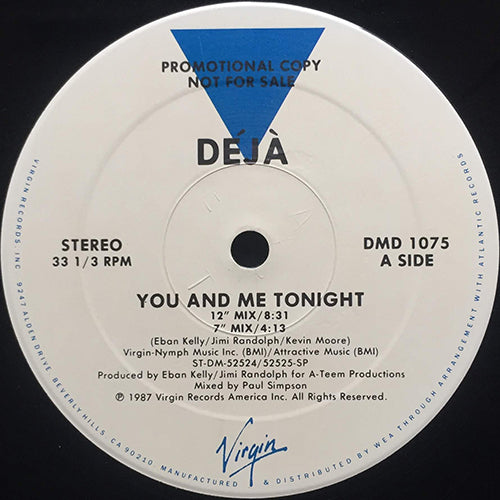 PROMOTIONAL COPY
NOT FOR SALE
DÉJÀ
STEREO
33 1/3 RPM
DMD 1075
A SIDE
YOU AND ME TONIGHT
12" MIX/8:31
7" MIX/4:13
(Eban Kelly/Jimi Randolph/Kevin Moore)
Virgin-Nymph Music Inc. (BMI)/Attractive Music (BMI)
ST-DM-52524/52525-SP
Produced by Eban Kelly/Jimi Randolph for A-Teem Productions
Mixed by Paul Simpson
℗ 1987 Virgin Records America Inc. All Rights Reserved.
Virgin
VIRGIN RECORDS, INC. 9247 ALDEN DRIVE, BEVERLY HILLS, CA 90210. MANUFACTURED & DISTRIBUTED BY WEA THROUGH ARRANGEMENT WITH ATLANTIC RECORDS.